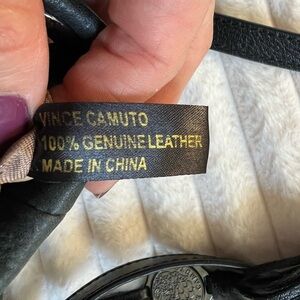 VINCE CAMUTO
100% GENUINE LEATHER
MADE IN CHINA